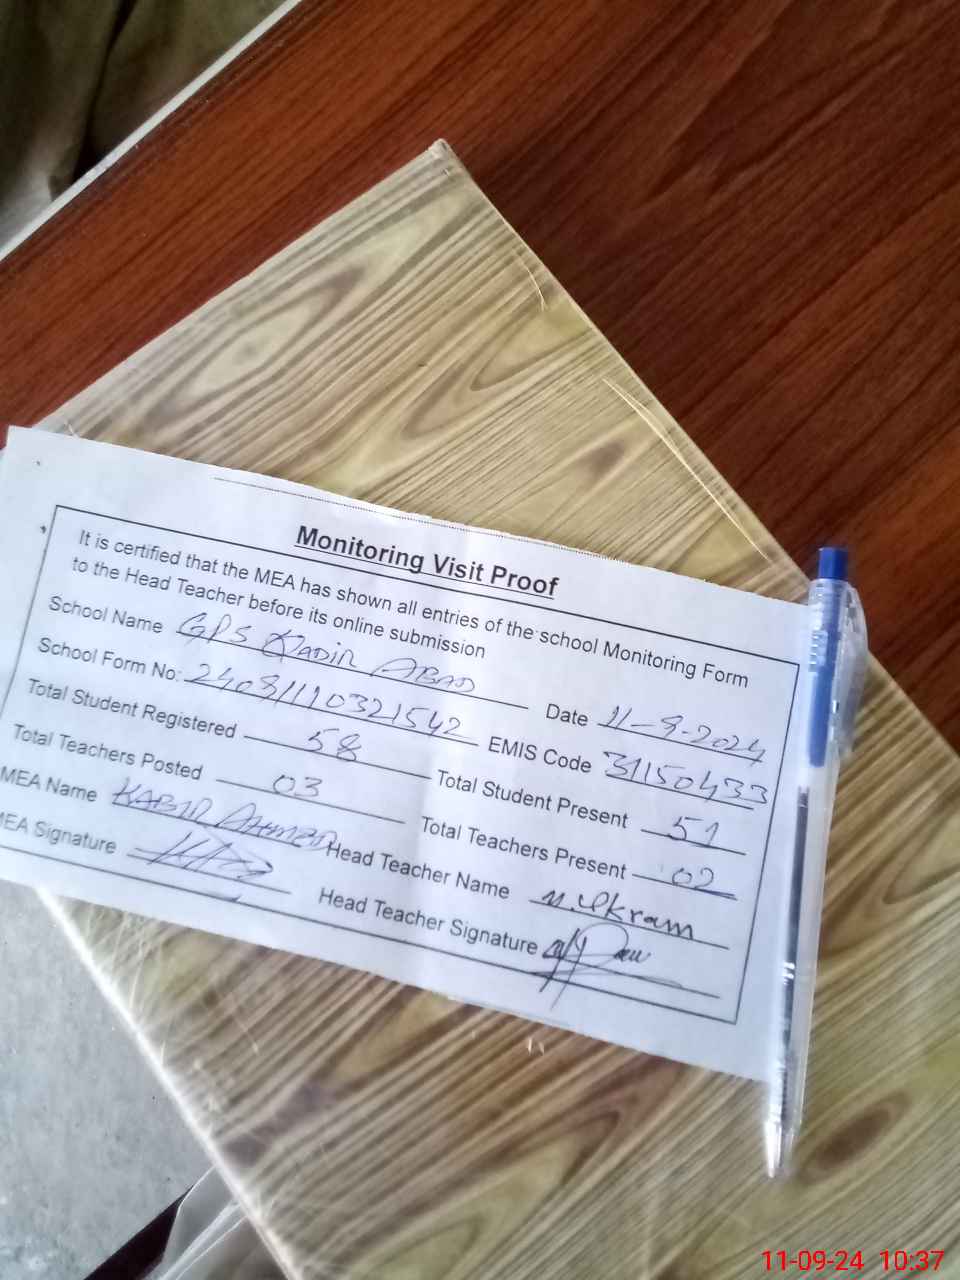 Monitoring Visit Proof
It is certified that the MEA has shown all entries of the school Monitoring Form
to the Head Teacher before its online submission
School Name GPS Kadir Abad Date 11-9-2024
School Form No: 2409111032 1542 EMIS Code 31150433
Total Student Registered 58 Total Student Present 51
Total Teachers Posted 03 Total Teachers Present 02
MEA Name KABIR AHMED Head Teacher Name M. Ikram
MEA Signature Head Teacher Signature
11-09-24 10:37